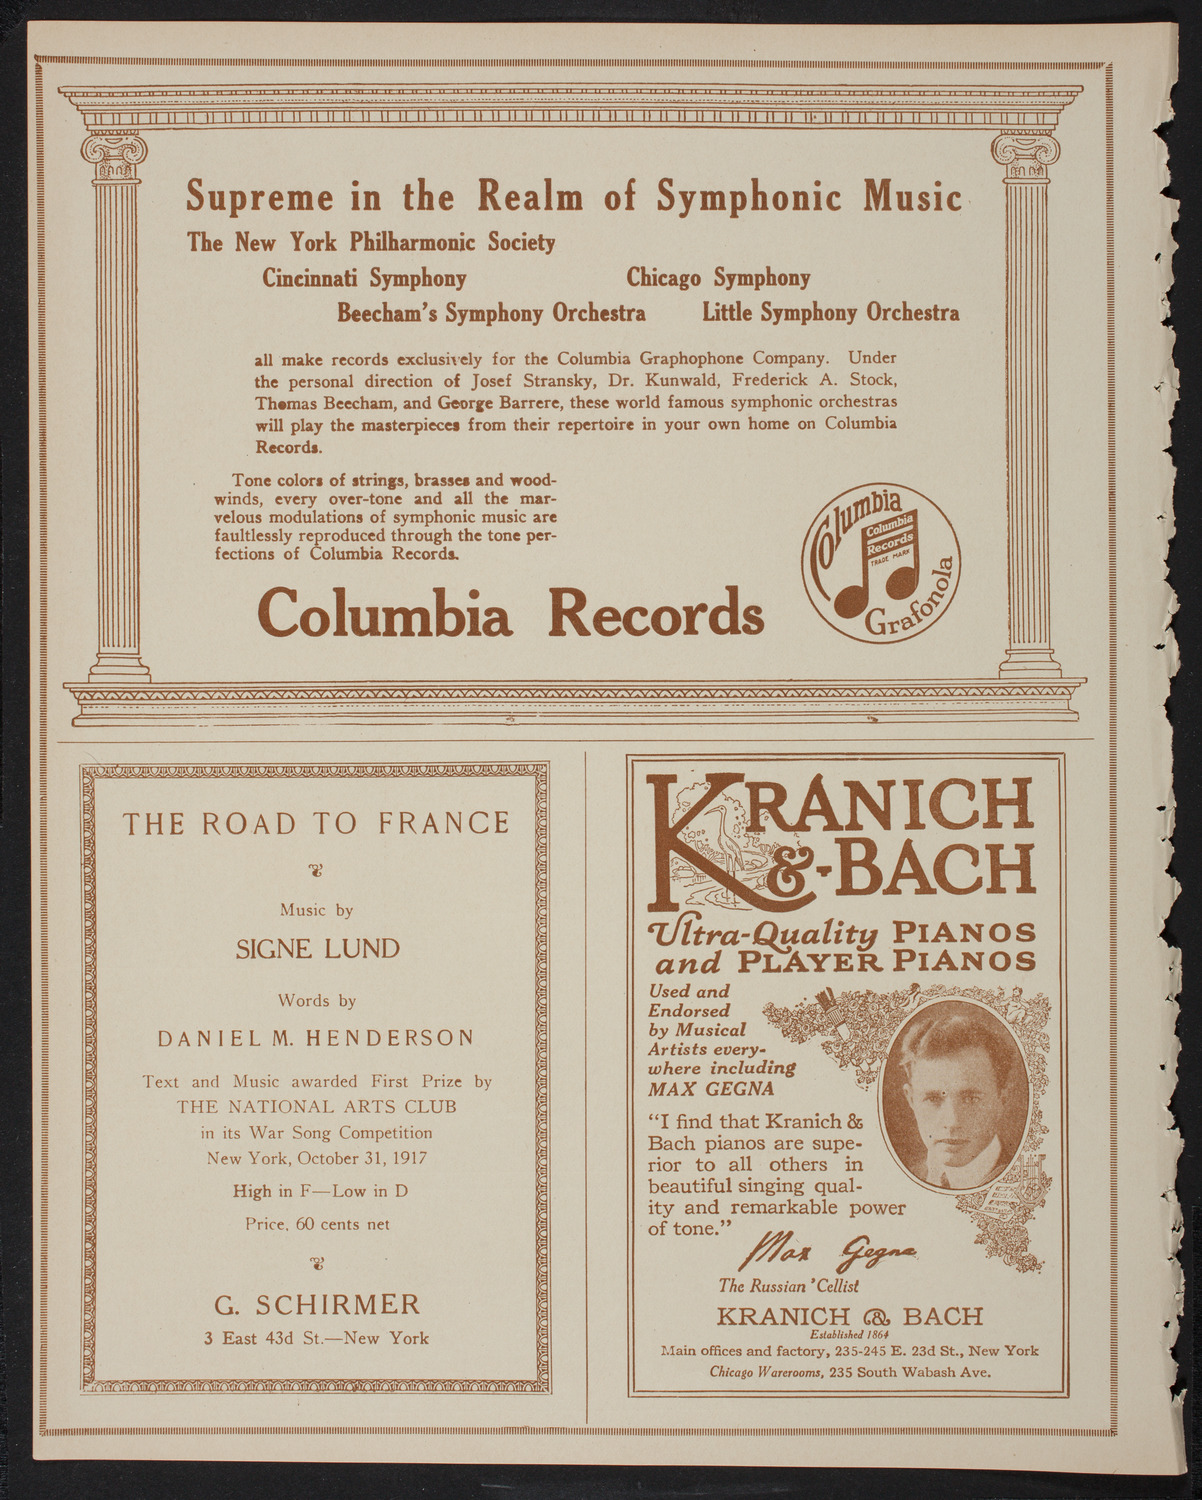 Supreme in the Realm of Symphonic Music
The New York Philharmonic Society
Cincinnati Symphony Chicago Symphony
Beecham's Symphony Orchestra Little Symphony Orchestra
all make records exclusively for the Columbia Graphophone Company. Under
the personal direction of Josef Stransky, Dr. Kunwald, Frederick A. Stock,
Thomas Beecham, and George Barrere, these world famous symphonic orchestras
will play the masterpieces from their repertoire in your own home on Columbia
Records.
Tone colors of strings, brasses and wood-
winds, every over-tone and all the mar-
velous modulations of symphonic music are
faultlessly reproduced through the tone per-
fections of Columbia Records.
Columbia Records
Columbia
Columbia
Records
TRADE MARK
Grafonola
THE ROAD TO FRANCE
Music by
SIGNE LUND
Words by
DANIEL M. HENDERSON
Text and Music awarded First Prize by
THE NATIONAL ARTS CLUB
in its War Song Competition
New York, October 31, 1917
High in F—Low in D
Price, 60 cents net
G. SCHIRMER
3 East 43d St.—New York
KRANICH
&-BACH
Ultra-Quality PIANOS
and PLAYER PIANOS
Used and
Endorsed
by Musical
Artists every-
where including
MAX GEGNA
"I find that Kranich &
Bach pianos are supe-
rior to all others in
beautiful singing qual-
ity and remarkable power
of tone."
Max Gegna
The Russian 'Cellist
KRANICH & BACH
Established 1864
Main offices and factory, 235-245 E. 23d St., New York
Chicago Warerooms, 235 South Wabash Ave.